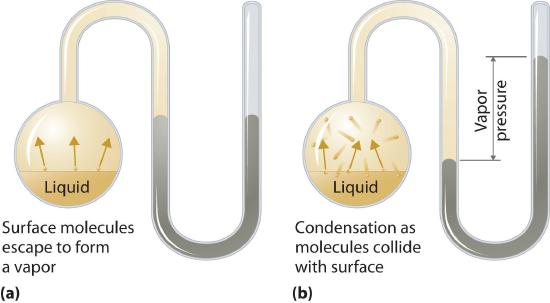 Liquid
Surface molecules
escape to form
a vapor
(a)
Vapor
pressure
Liquid
Condensation as
molecules collide
with surface
(b)